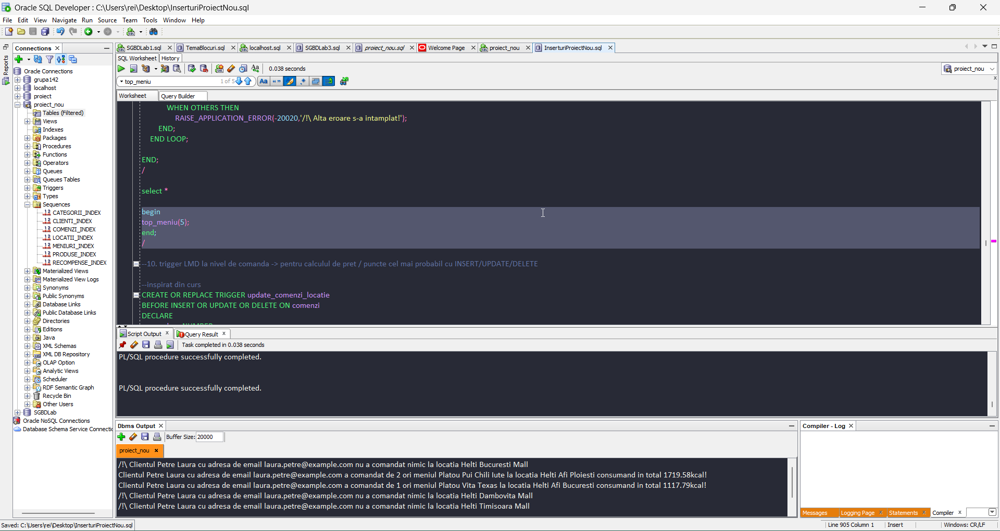 Oracle SQL Developer : C:\Users\rei\Desktop\InserturiProiectNou.sql
File Edit View Navigate Run Source Team Tools Window Help
Connections
Reports
Oracle Connections
grupa142
localhost
proiect
proiect_nou
Tables (Filtered)
Views
Indexes
Packages
Procedures
Functions
Operators
Queues
Queues Tables
Triggers
Types
Sequences
CATEGORII_INDEX
CLIENTI_INDEX
COMENZI_INDEX
LOCATII_INDEX
MENIURI_INDEX
PRODUSE_INDEX
RECOMPENSE_INDEX
Materialized Views
Materialized View Logs
Synonyms
Public Synonyms
Database Links
Public Database Links
Directories
Editions
Java
XML Schemas
XML DB Repository
OLAP Option
Analytic Views
Scheduler
RDF Semantic Graph
Recycle Bin
Other Users
SGBDLab
Oracle NoSQL Connections
Database Schema Service Connectio
SGBDLab1.sql TemaBlocuri.sql localhost.sql SGBDLab3.sql proiect_nou.sql Welcome Page proiect_nou InserturiProiectNou.sql
SQL Worksheet History
0.038 seconds
proiect_nou
top_meniu 1 of 5
Worksheet Query Builder
WHEN OTHERS THEN
RAISE_APPLICATION_ERROR(-20020,'/!\ Alta eroare s-a intamplat!');
END;
END LOOP;
END;
/
select *
begin
top_meniu(5);
end;
/
--10. trigger LMD la nivel de comanda -> pentru calculul de pret / puncte cel mai probabil cu INSERT/UPDATE/DELETE
--inspirat din curs
CREATE OR REPLACE TRIGGER update_comenzi_locatie
BEFORE INSERT OR UPDATE OR DELETE ON comenzi
DECLARE
Script Output Query Result
Task completed in 0.038 seconds
PL/SQL procedure successfully completed.
PL/SQL procedure successfully completed.
Dbms Output
Buffer Size: 20000
proiect_nou
/!\ Clientul Petre Laura cu adresa de email laura.petre@example.com nu a comandat nimic la locatia Helti Bucuresti Mall
Clientul Petre Laura cu adresa de email laura.petre@example.com a comandat de 2 ori meniul Platou Pui Chili Iute la locatia Helti Afi Ploiesti consumand in total 1719.58kcal!
Clientul Petre Laura cu adresa de email laura.petre@example.com a comandat de 1 ori meniul Platou Vita Texas la locatia Helti Afi Bucuresti consumand in total 1117.79kcal!
/!\ Clientul Petre Laura cu adresa de email laura.petre@example.com nu a comandat nimic la locatia Helti Dambovita Mall
/!\ Clientul Petre Laura cu adresa de email laura.petre@example.com nu a comandat nimic la locatia Helti Timisoara Mall
Compiler - Log
Messages Logging Page Statements Compiler
Saved: C:\Users\rei\Desktop\InserturiProiectNou.sql
Line 905 Column 1 Insert Windows: CR/LF